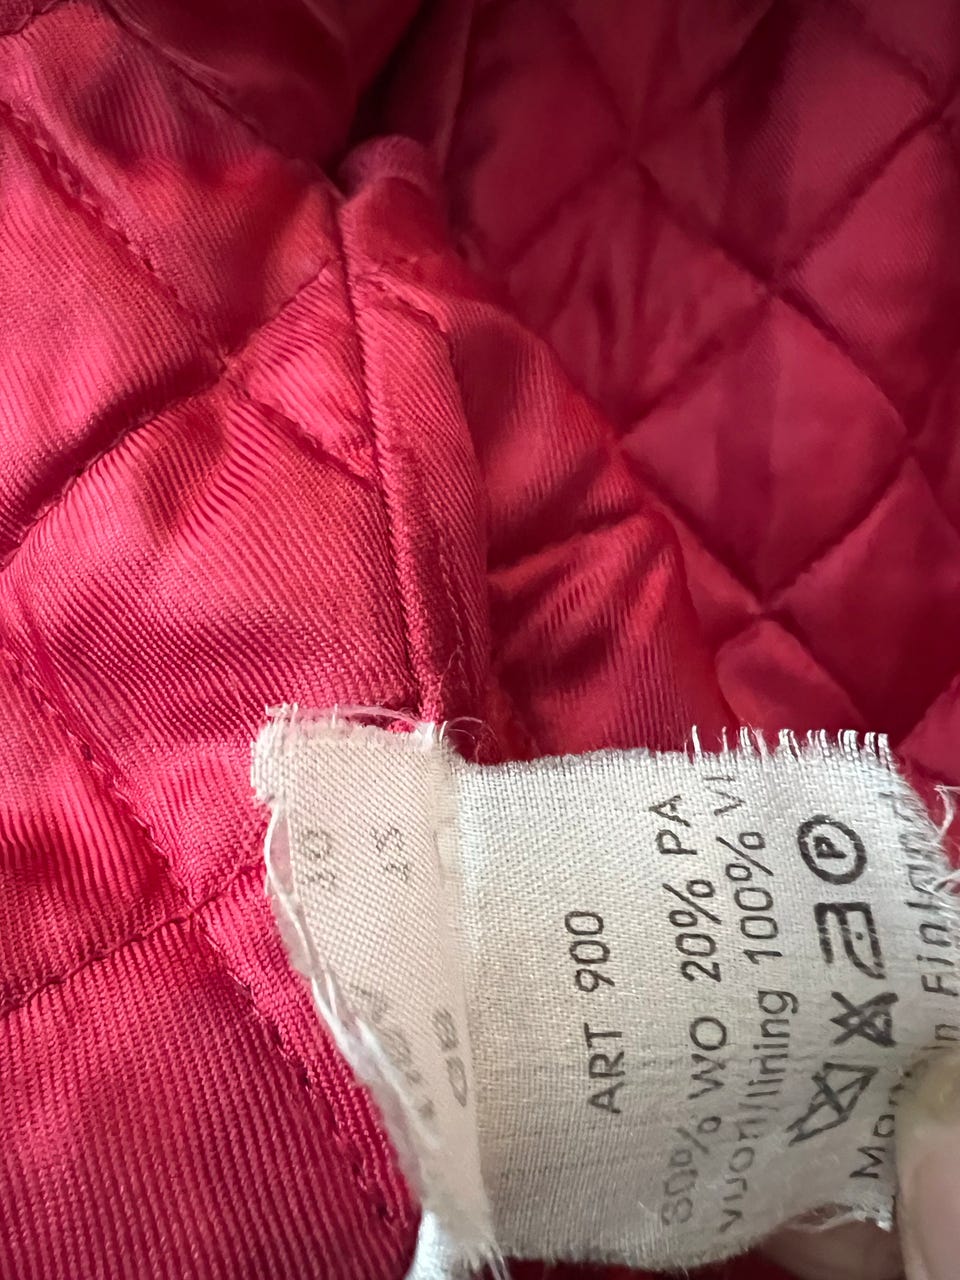 ART 900
80% WO 20% PA
vuori/lining 100% VI
P
Made in Finland